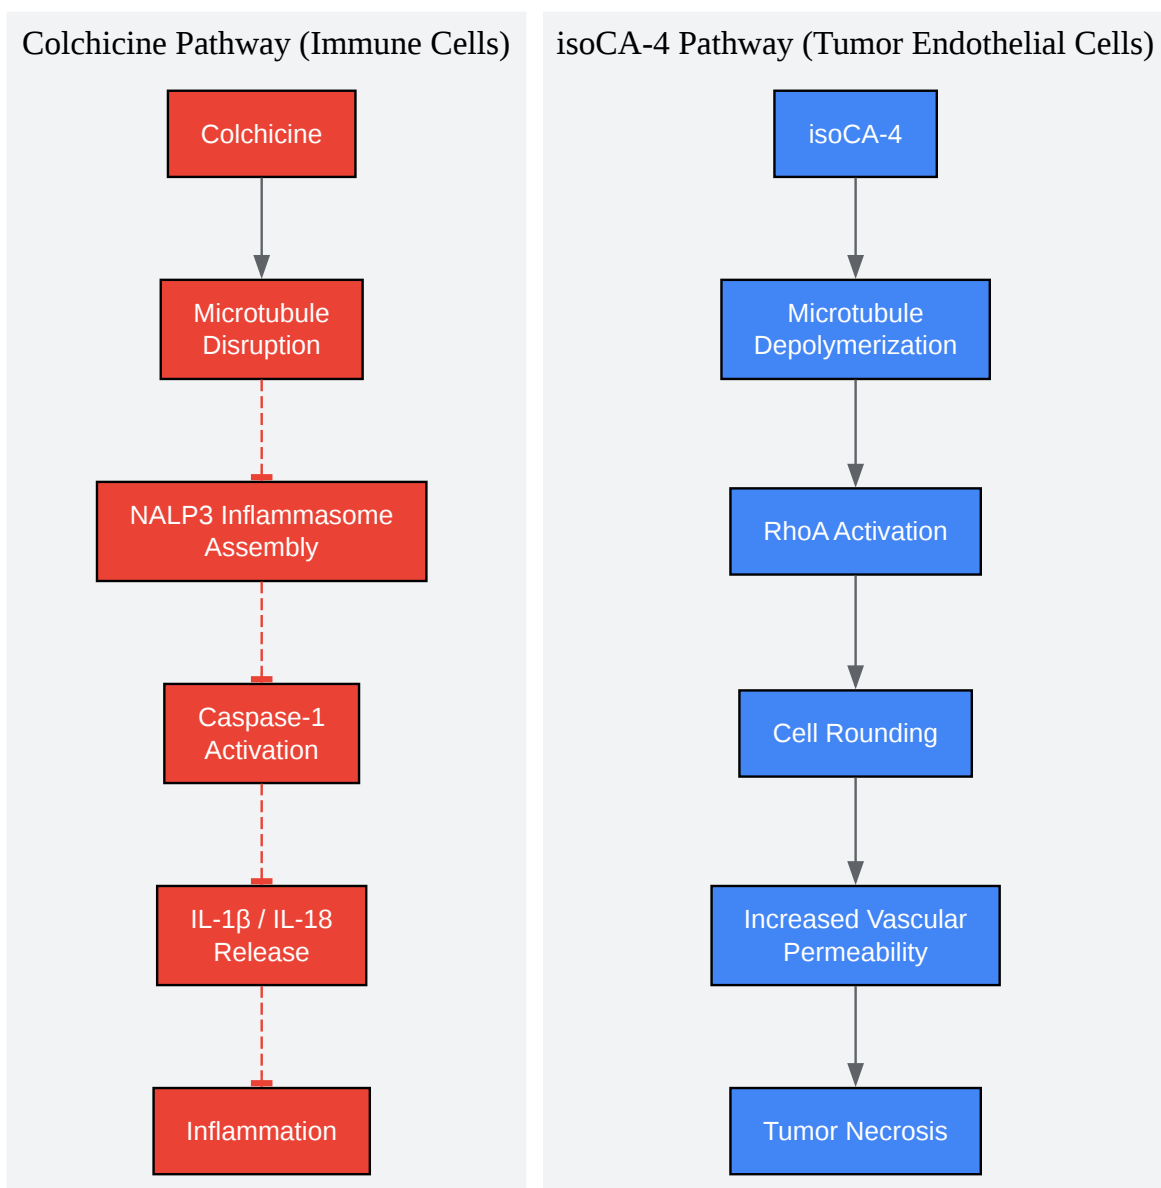 Colchicine Pathway (Immune Cells)
Colchicine
Microtubule
Disruption
NALP3 Inflammasome
Assembly
Caspase-1
Activation
IL-1β / IL-18
Release
Inflammation
isoCA-4 Pathway (Tumor Endothelial Cells)
isoCA-4
Microtubule
Depolymerization
RhoA Activation
Cell Rounding
Increased Vascular
Permeability
Tumor Necrosis